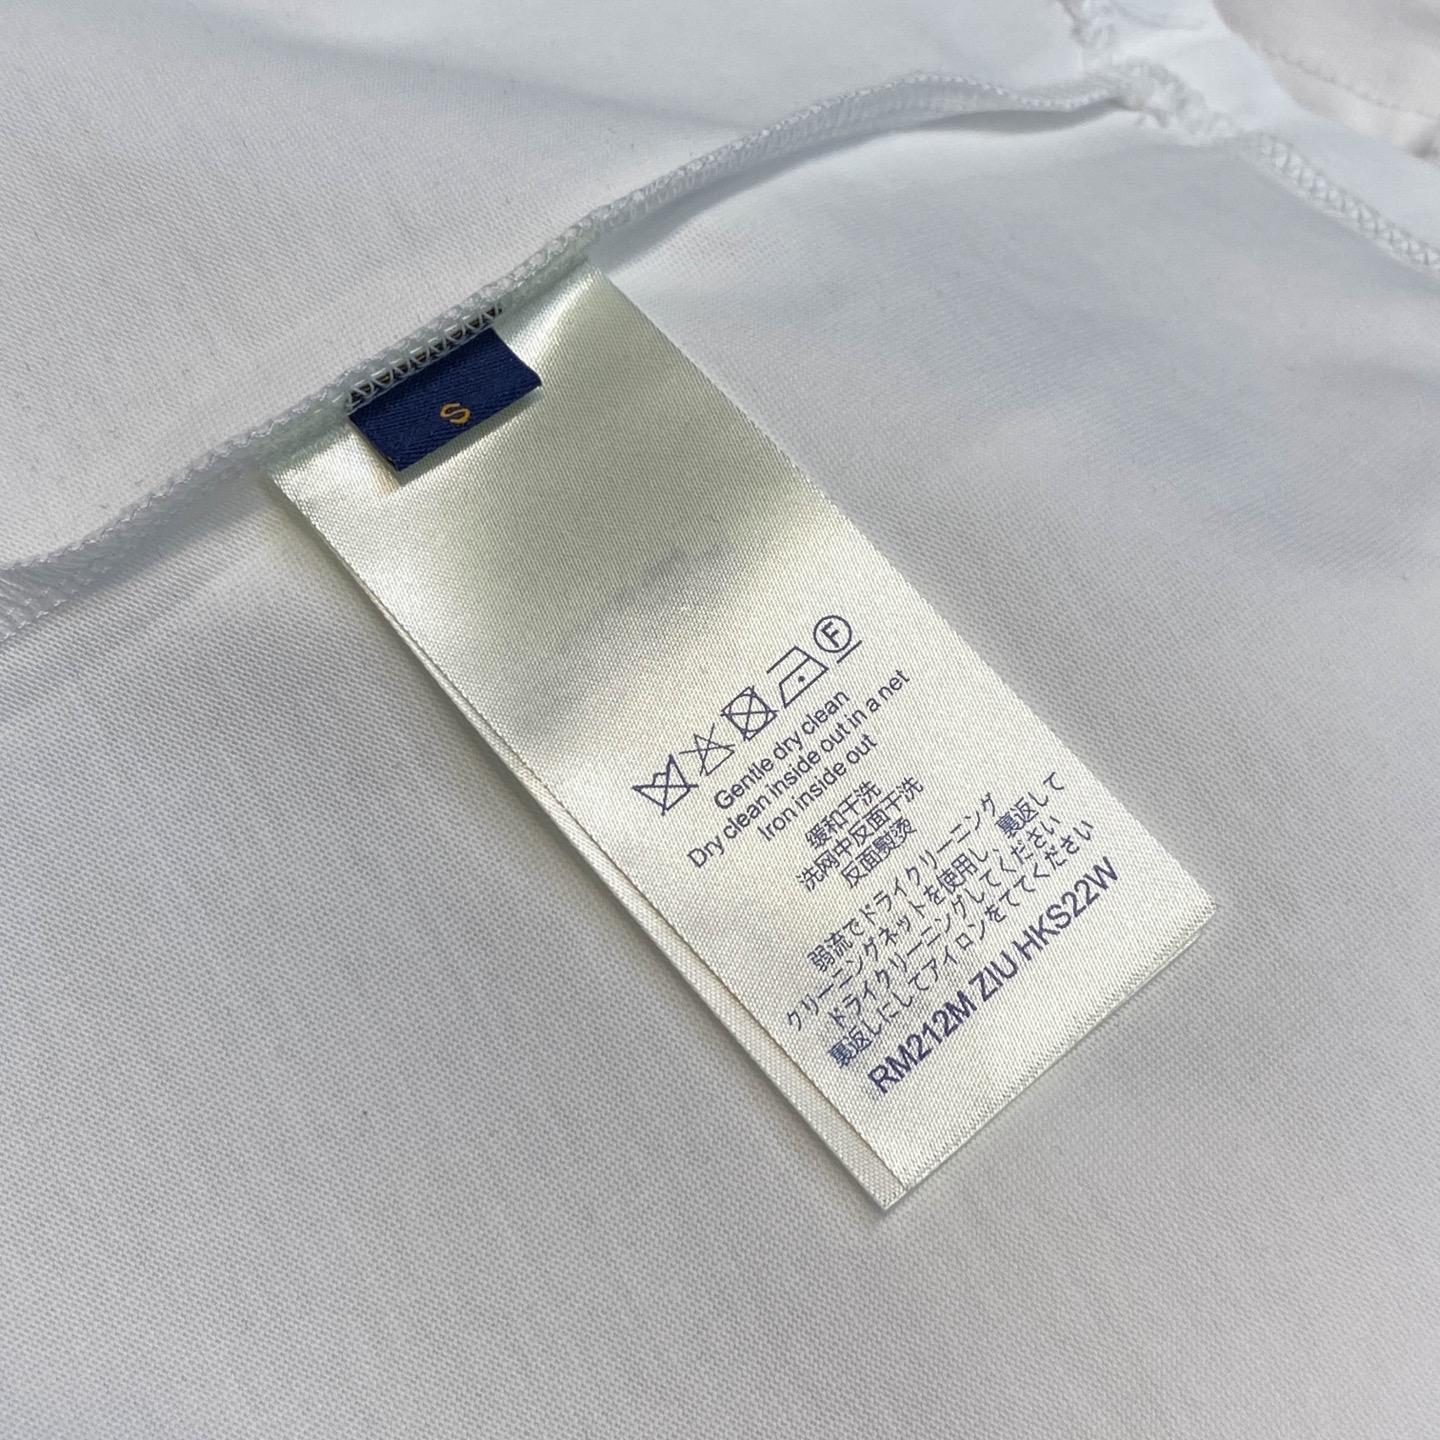 S
F
Gentle dry clean
Dry clean inside out in a net
Iron inside out
缓和干洗
洗网中反面干洗
反面熨烫
弱流でドライクリーニング
クリーニングネットを使用し、裏返して
ドライクリーニングしてください
裏返しにしてアイロンをててください
RM212M ZIU HKS22W